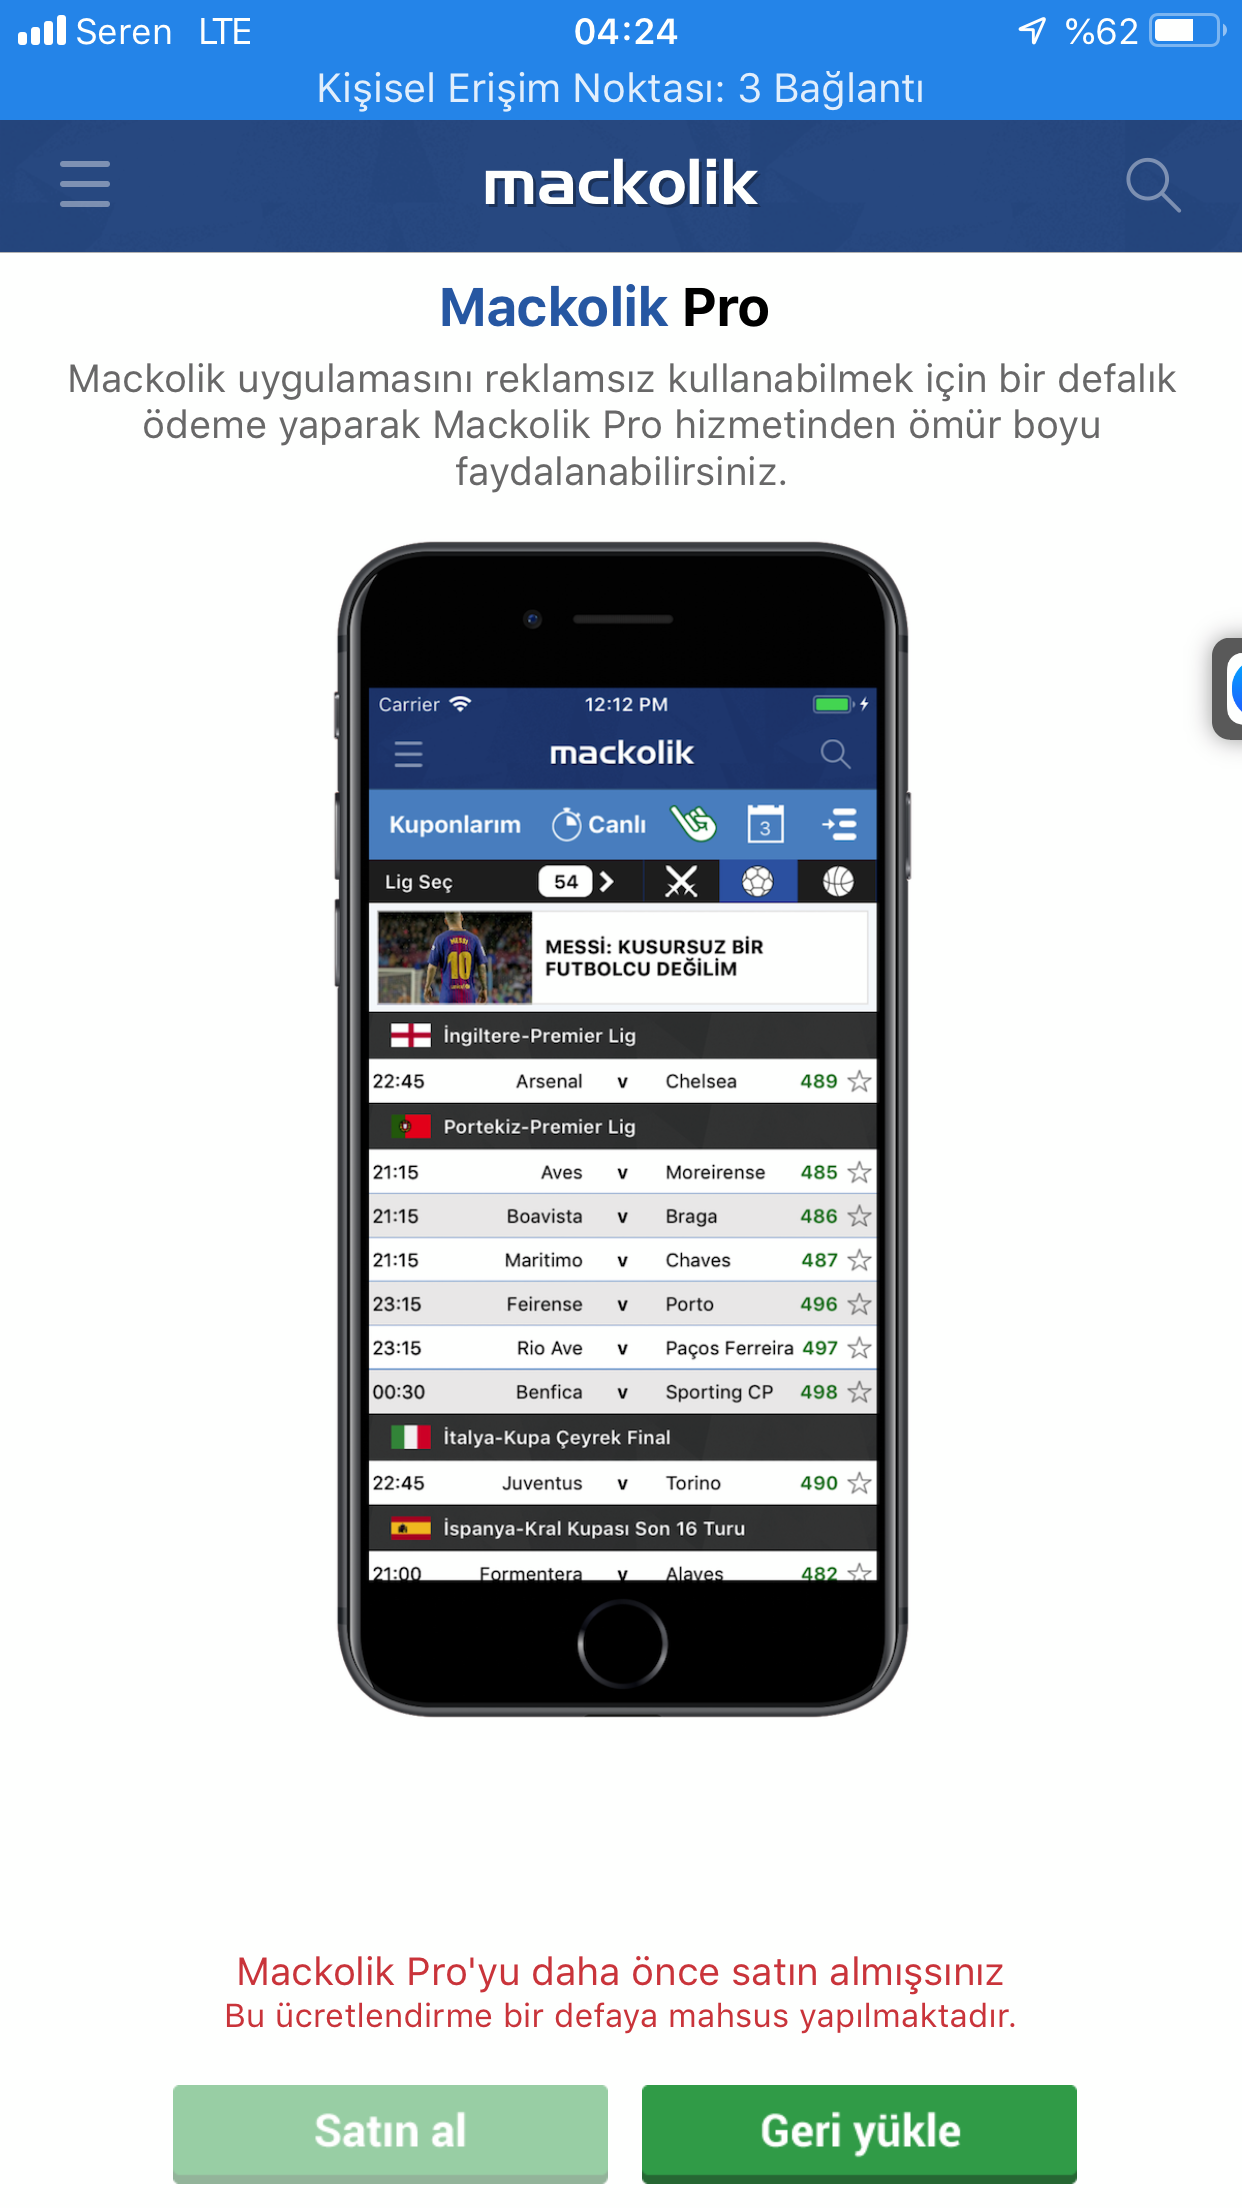 Seren LTE 04:24 %62
Kişisel Erişim Noktası: 3 Bağlantı
mackolik
Mackolik Pro
Mackolik uygulamasını reklamsız kullanabilmek için bir defalık
ödeme yaparak Mackolik Pro hizmetinden ömür boyu
faydalanabilirsiniz.
Carrier 12:12 PM
mackolik
Kuponlarım Canlı 3
Lig Seç 54
MESSİ: KUSURSUZ BİR
FUTBOLCU DEĞİLİM
MESSI
10
İngiltere-Premier Lig
22:45 Arsenal v Chelsea 489
Portekiz-Premier Lig
21:15 Aves v Moreirense 485
21:15 Boavista v Braga 486
21:15 Maritimo v Chaves 487
23:15 Feirense v Porto 496
23:15 Rio Ave v Paços Ferreira 497
00:30 Benfica v Sporting CP 498
İtalya-Kupa Çeyrek Final
22:45 Juventus v Torino 490
İspanya-Kral Kupası Son 16 Turu
21:00 Formentera v Alaves 482
Mackolik Pro'yu daha önce satın almışsınız
Bu ücretlendirme bir defaya mahsus yapılmaktadır.
Satın al Geri yükle